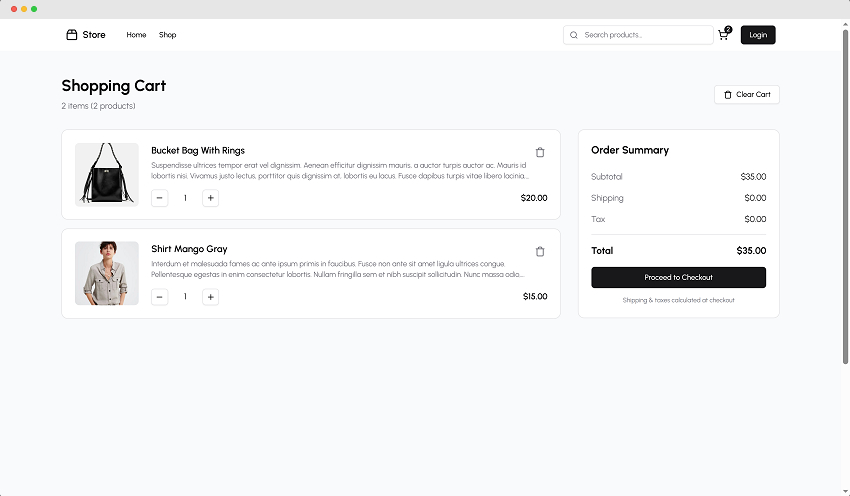 Store
Home
Shop
Search products...
2
Login
Shopping Cart
2 items (2 products)
Clear Cart
Bucket Bag With Rings
Suspendisse ultrices tempor erat vel dignissim. Aenean efficitur dignissim mauris, a auctor turpis auctor ac. Mauris id
lobortis nisi. Vivamus justo lectus, porttitor quis dignissim at, lobortis eu lacus. Fusce dapibus turpis vitae libero lacinia...
1
$20.00
Shirt Mango Gray
Interdum et malesuada fames ac ante ipsum primis in faucibus. Fusce non ante sit amet ligula ultrices congue.
Pellentesque egestas in enim consectetur lobortis. Nullam fringilla sem et nibh suscipit sollicitudin. Nunc massa odio...
1
$15.00
Order Summary
Subtotal $35.00
Shipping $0.00
Tax $0.00
Total $35.00
Proceed to Checkout
Shipping & taxes calculated at checkout